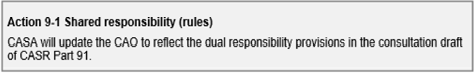 Action 9-1 Shared responsibility (rules)
CASA will update the CAO to reflect the dual responsibility provisions in the consultation draft
of CASR Part 91.